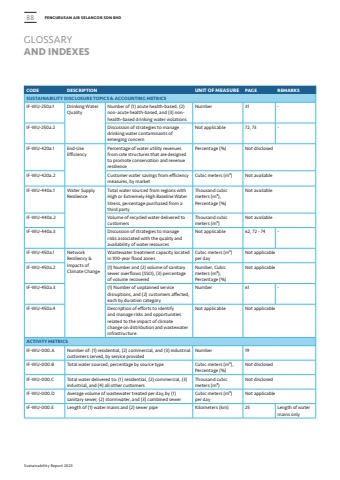 88 PENGURUSAN AIR SELANGOR SDN BHD
GLOSSARY
AND INDEXES
CODE DESCRIPTION UNIT OF MEASURE PAGE REMARKS
SUSTAINABILITY DISCLOSURE TOPICS & ACCOUNTING METRICS
IF-WU-250a.1 Drinking Water Quality Number of (1) acute health-based, (2) non-acute health-based, and (3) non-health-based drinking water violations Number 31 -
IF-WU-250a.2 Discussion of strategies to manage drinking water contaminants of emerging concern Not applicable 72, 73 -
IF-WU-420a.1 End-Use Efficiency Percentage of water utility revenues from rate structures that are designed to promote conservation and revenue resilience Percentage (%) Not disclosed
IF-WU-420a.2 Customer water savings from efficiency measures, by market Cubic meters (m³) Not available
IF-WU-440a.1 Water Supply Resilience Total water sourced from regions with High or Extremely High Baseline Water Stress, percentage purchased from a third party Thousand cubic meters (m³), Percentage (%) Not available
IF-WU-440a.2 Volume of recycled water delivered to customers Thousand cubic meters (m³) Not available
IF-WU-440a.3 Discussion of strategies to manage risks associated with the quality and availability of water resources Not applicable 62, 72 - 74 -
IF-WU-450a.1 Network Resiliency & Impacts of Climate Change Wastewater treatment capacity located in 100-year flood zones Cubic meters (m³) per day Not applicable
IF-WU-450a.2 (1) Number and (2) volume of sanitary sewer overflows (SSO), (3) percentage of volume recovered Number, Cubic meters (m³), Percentage (%) Not applicable
IF-WU-450a.3 (1) Number of unplanned service disruptions, and (2) customers affected, each by duration category Number 61 -
IF-WU-450a.4 Description of efforts to identify and manage risks and opportunities related to the impact of climate change on distribution and wastewater infrastructure. Not applicable Not applicable
ACTIVITY METRICS
IF-WU-000.A Number of: (1) residential, (2) commercial, and (3) industrial customers served, by service provided Number 19
IF-WU-000.B Total water sourced, percentage by source type Cubic meters (m³), Percentage (%) Not disclosed
IF-WU-000.C Total water delivered to: (1) residential, (2) commercial, (3) industrial, and (4) all other customers Thousand cubic meters (m³) Not disclosed
IF-WU-000.D Average volume of wastewater treated per day, by (1) sanitary sewer, (2) stormwater, and (3) combined sewer Cubic meters (m³) per day Not applicable
IF-WU-000.E Length of (1) water mains and (2) sewer pipe Kilometers (km) 25 Length of water mains only
Sustainability Report 2023